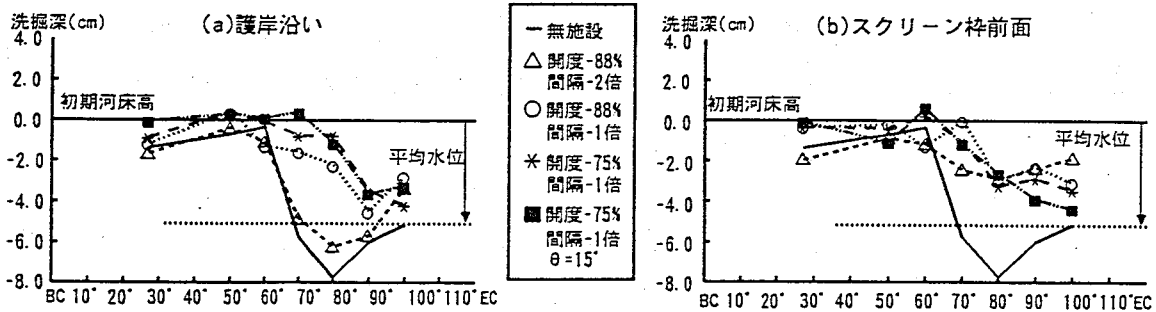 洗掘深(cm)
(a)護岸沿い
4.0
2.0
0.0
-2.0
-4.0
-6.0
-8.0
初期河床高
平均水位
BC 10° 20° 30° 40° 50° 60° 70° 80° 90° 100°110°EC
無施設
開度-88%
間隔-2倍
開度-88%
間隔-1倍
開度-75%
間隔-1倍
開度-75%
間隔-1倍
θ=15°
洗掘深(cm)
(b)スクリーン枠前面
4.0
2.0
0.0
-2.0
-4.0
-6.0
-8.0
初期河床高
平均水位
BC 10° 20° 30° 40° 50° 60° 70° 80° 90° 100°110°EC